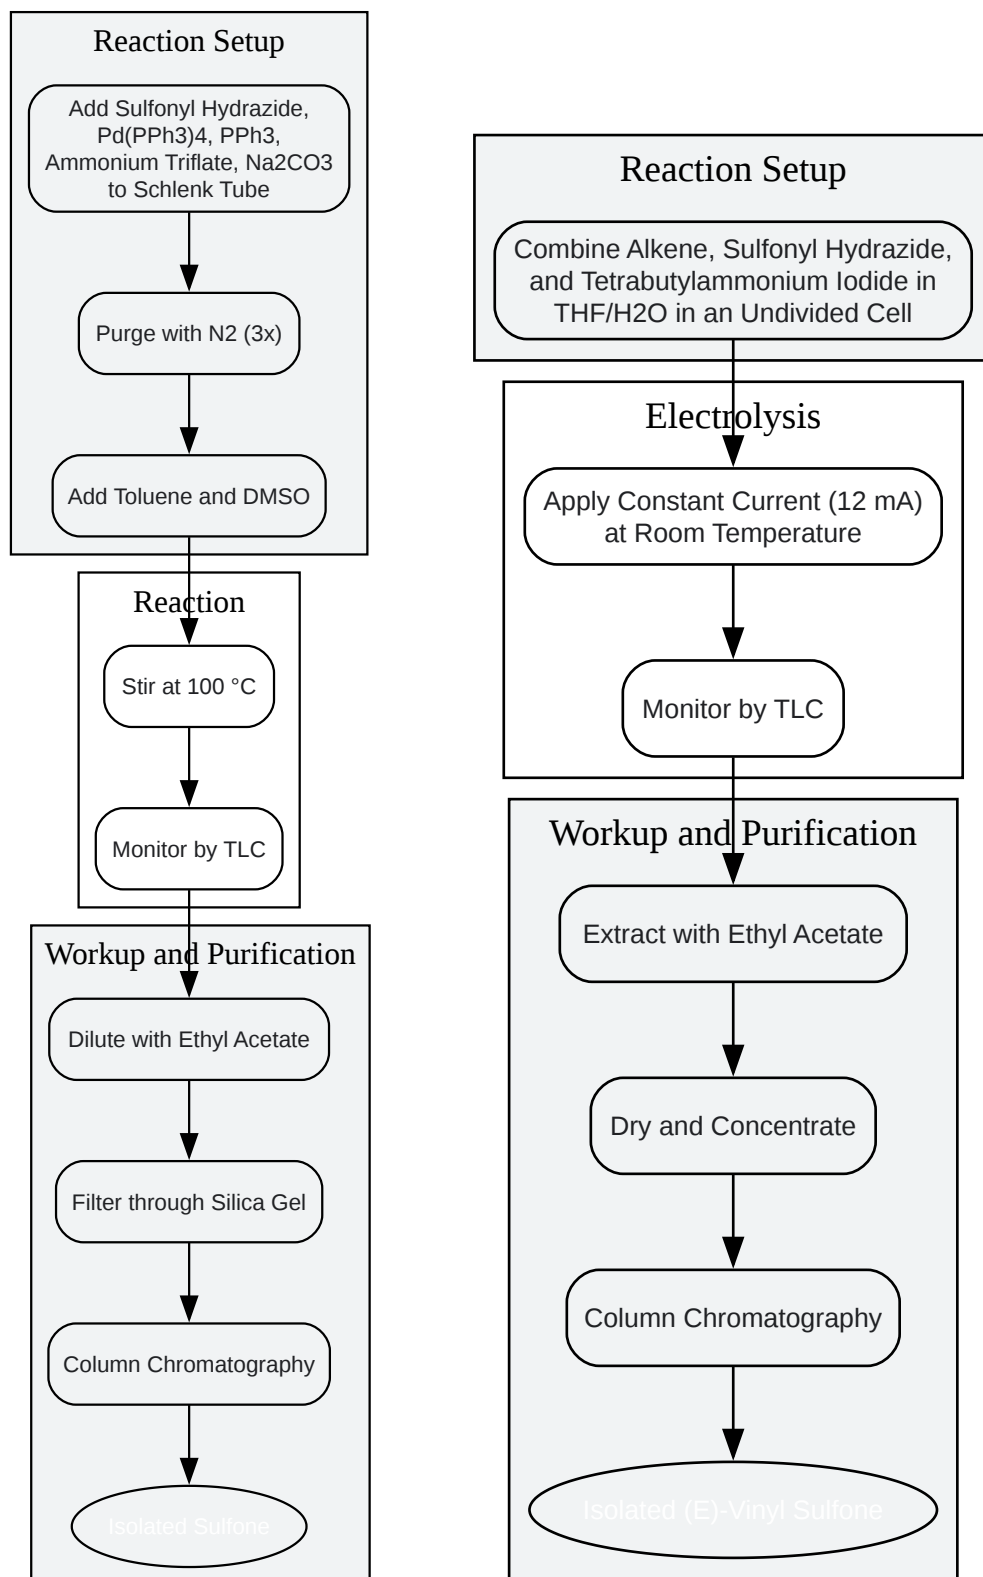 Reaction Setup
Add Sulfonyl Hydrazide,
Pd(PPh3)4, PPh3,
Ammonium Triflate, Na2CO3
to Schlenk Tube
Purge with N2 (3x)
Add Toluene and DMSO
Reaction
Stir at 100 °C
Monitor by TLC
Workup and Purification
Dilute with Ethyl Acetate
Filter through Silica Gel
Column Chromatography
Isolated Sulfone
Reaction Setup
Combine Alkene, Sulfonyl Hydrazide,
and Tetrabutylammonium Iodide in
THF/H2O in an Undivided Cell
Electrolysis
Apply Constant Current (12 mA)
at Room Temperature
Monitor by TLC
Workup and Purification
Extract with Ethyl Acetate
Dry and Concentrate
Column Chromatography
Isolated (E)-Vinyl Sulfone